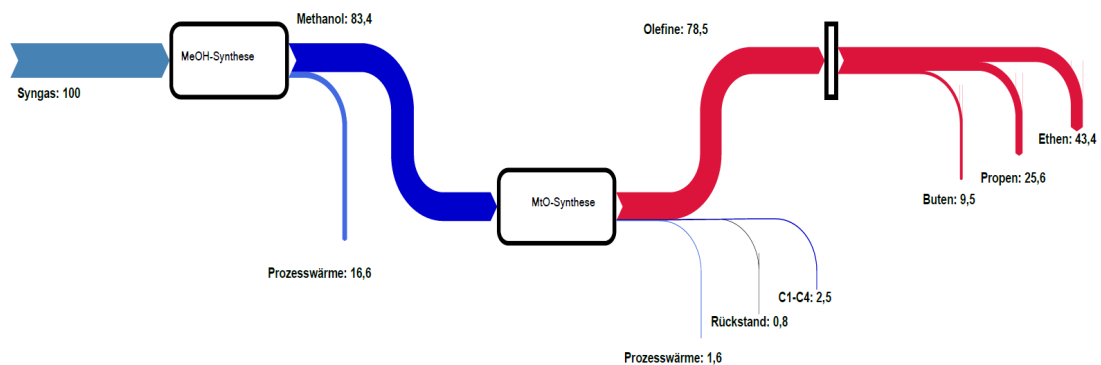 Methanol: 83,4
Olefine: 78,5
MeOH-Synthese
Syngas: 100
Ethen: 43,4
Propen: 25,6
Buten: 9,5
MtO-Synthese
Prozesswärme: 16,6
C1-C4: 2,5
Rückstand: 0,8
Prozesswärme: 1,6